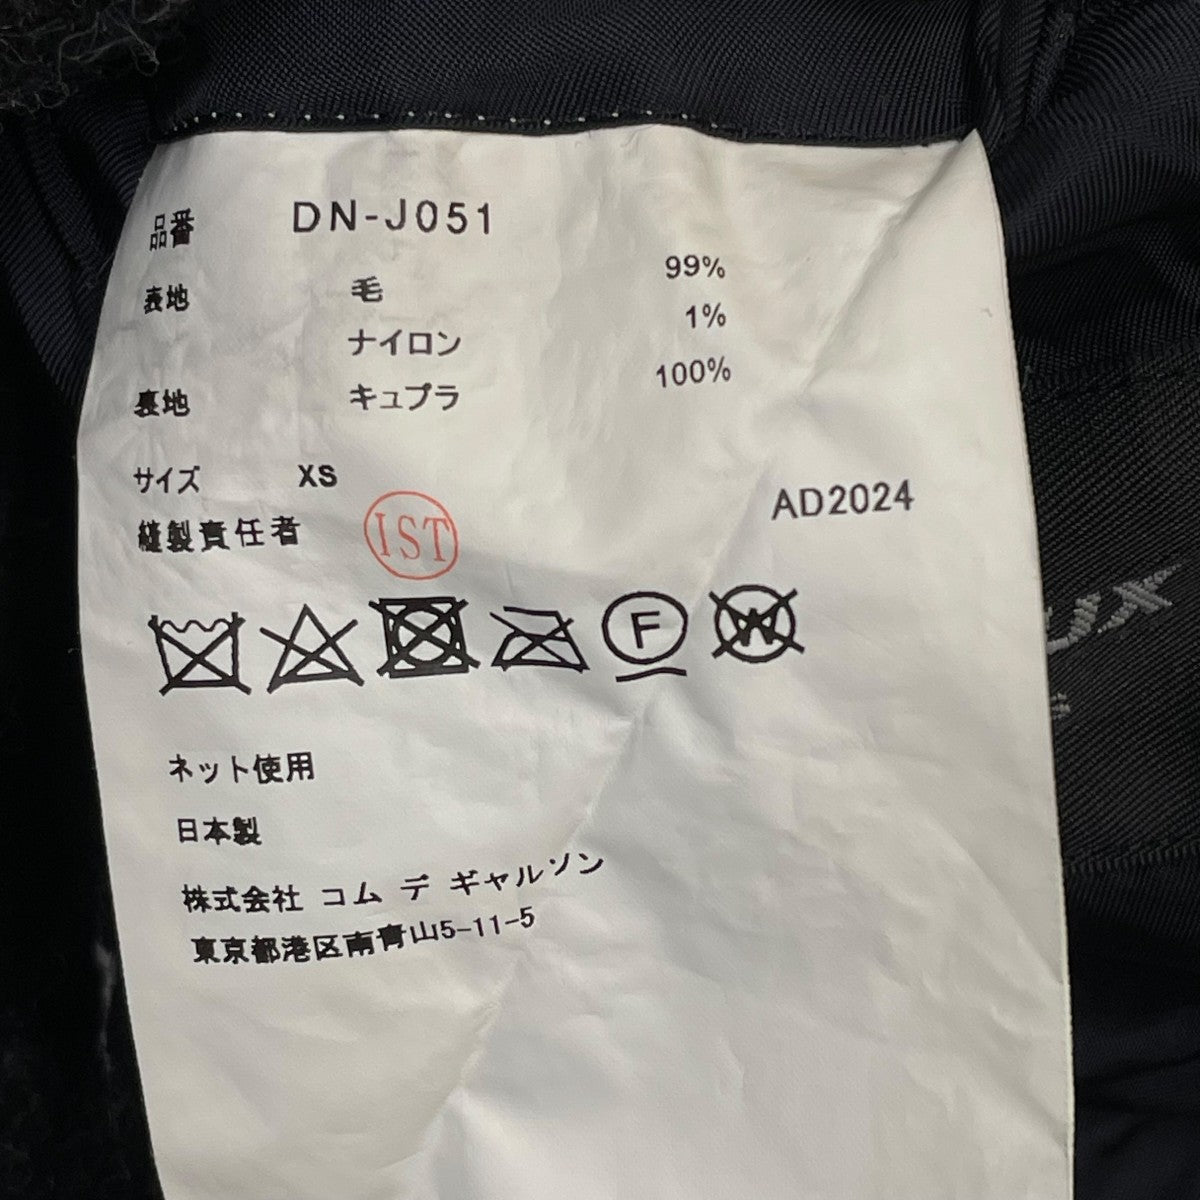 品番 DN-J051
表地 毛 99%
ナイロン 1%
裏地 キュプラ 100%
サイズ XS
AD2024
縫製責任者 IST
F
W
ネット使用
日本製
株式会社 コム デ ギャルソン
東京都港区南青山5-11-5